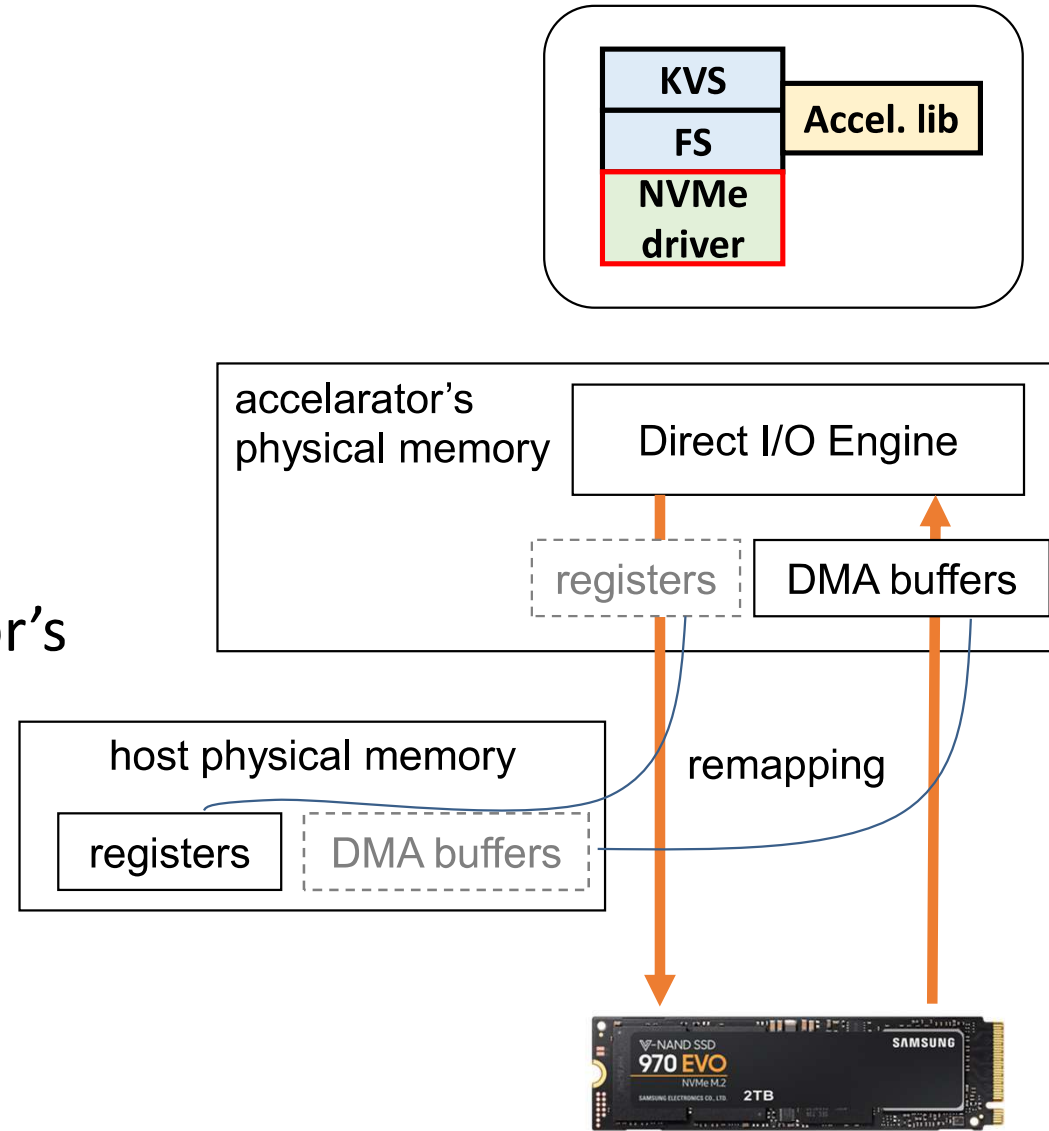 KVS
FS
Accel. lib
NVMe
driver
accelarator’s
physical memory
Direct I/O Engine
registers
DMA buffers
or’s
host physical memory
remapping
registers
DMA buffers
V-NAND SSD
970 EVO
NVMe M.2
SAMSUNG
SAMSUNG ELECTRONICS CO., LTD.
2TB